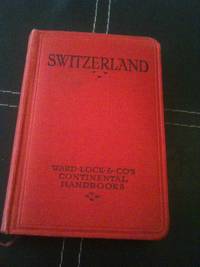 SWITZERLAND
WARD·LOCK & CO'S
CONTINENTAL
HANDBOOKS